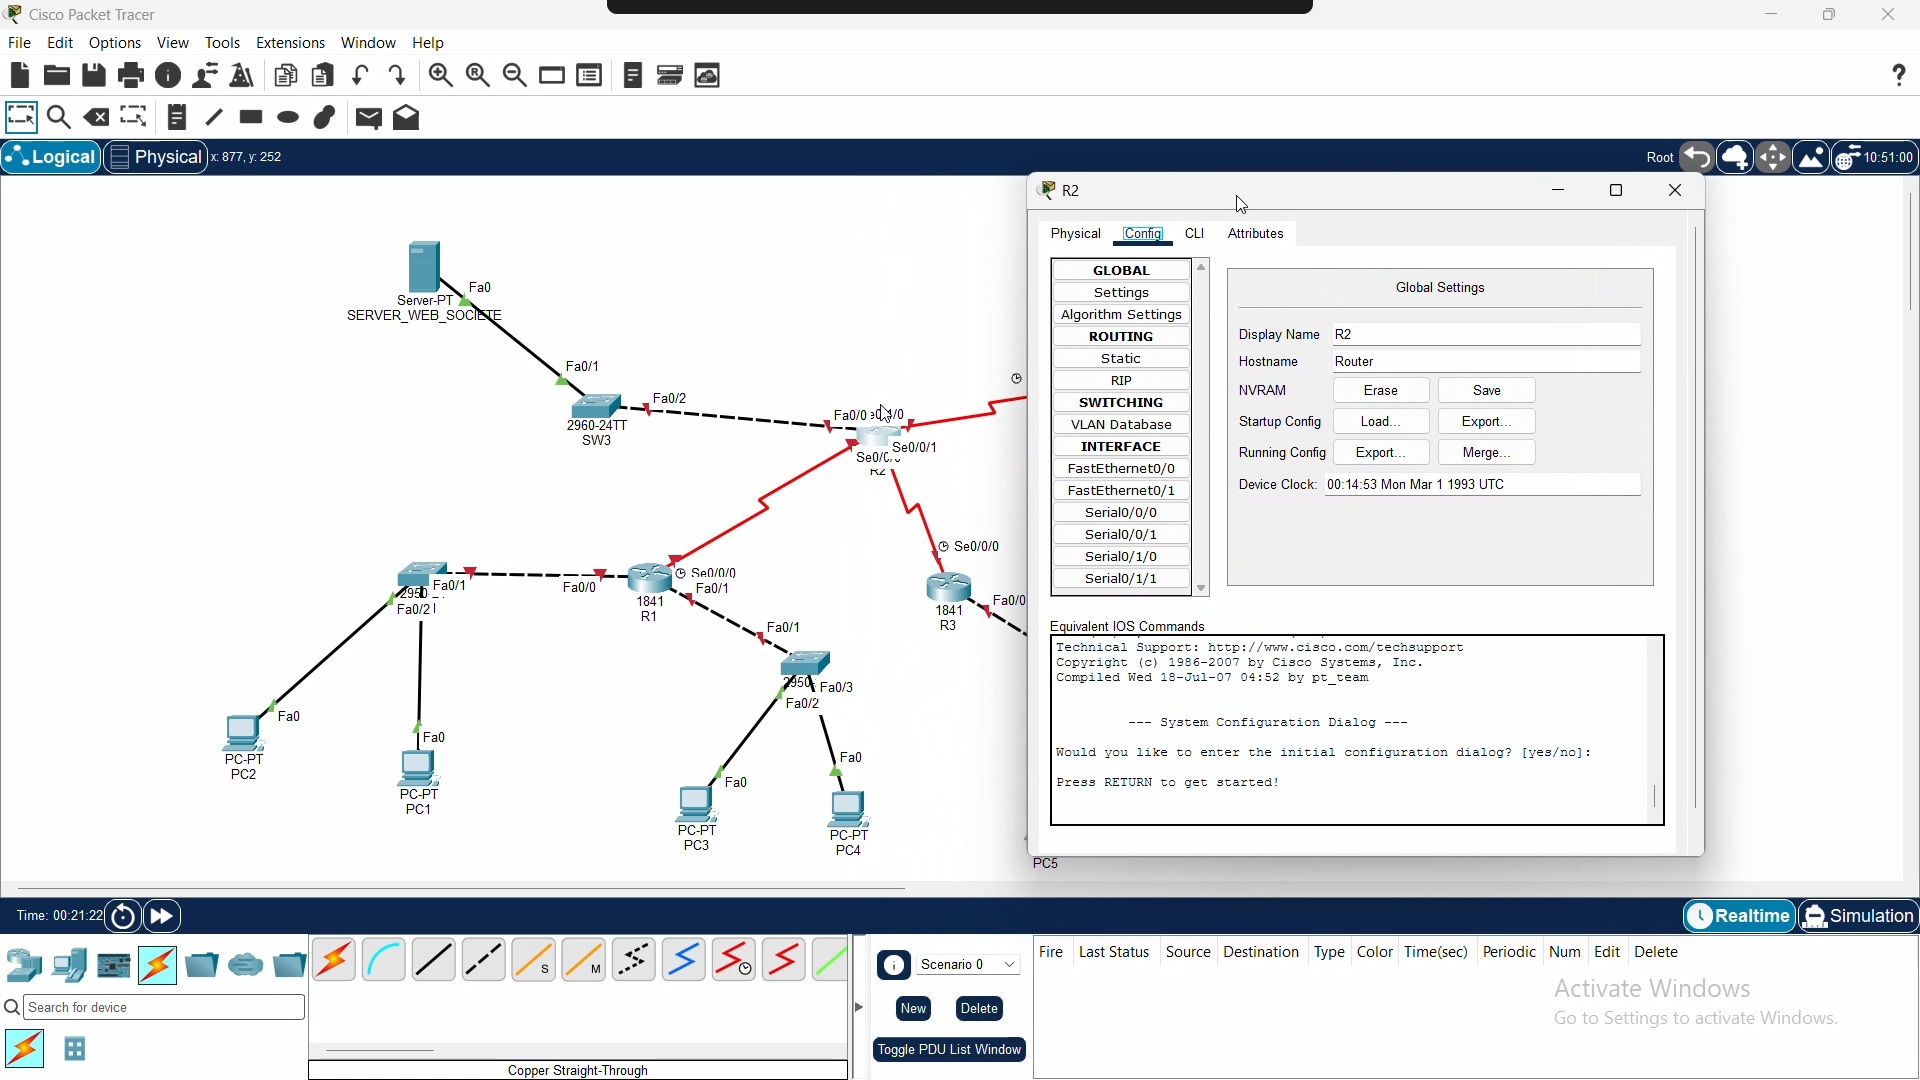 Cisco Packet Tracer
File Edit Options View Tools Extensions Window Help
Logical Physical x: 877, y: 252 Root 10:51:00
Fa0
Server-PT
SERVER_WEB_SOCIETE
Fa0/1
Fa0/2
2960-24TT
SW3
Fa0/0
Se0/0/1
R2
Fa0/1
Fa0/2
Fa0/0
Se0/0/0
Fa0/1
1841
R1
Se0/0/0
1841
R3
Fa0/0
Fa0/1
Fa0/3
Fa0/2
Fa0
PC-PT
PC2
Fa0
PC-PT
PC1
Fa0
PC-PT
PC3
Fa0
PC-PT
PC4
PC5
R2
Physical Config CLI Attributes
GLOBAL
Settings
Algorithm Settings
ROUTING
Static
RIP
SWITCHING
VLAN Database
INTERFACE
FastEthernet0/0
FastEthernet0/1
Serial0/0/0
Serial0/0/1
Serial0/1/0
Serial0/1/1
Global Settings
Display Name R2
Hostname Router
NVRAM Erase Save
Startup Config Load... Export...
Running Config Export... Merge...
Device Clock: 00:14:53 Mon Mar 1 1993 UTC
Equivalent IOS Commands
Technical Support: http://www.cisco.com/techsupport
Copyright (c) 1986-2007 by Cisco Systems, Inc.
Compiled Wed 18-Jul-07 04:52 by pt_team
--- System Configuration Dialog ---
Would you like to enter the initial configuration dialog? [yes/no]:
Press RETURN to get started!
Time: 00:21:22 Realtime Simulation
S M
Search for device
Copper Straight-Through
Scenario 0
New Delete
Toggle PDU List Window
Fire Last Status Source Destination Type Color Time(sec) Periodic Num Edit Delete
Activate Windows
Go to Settings to activate Windows.